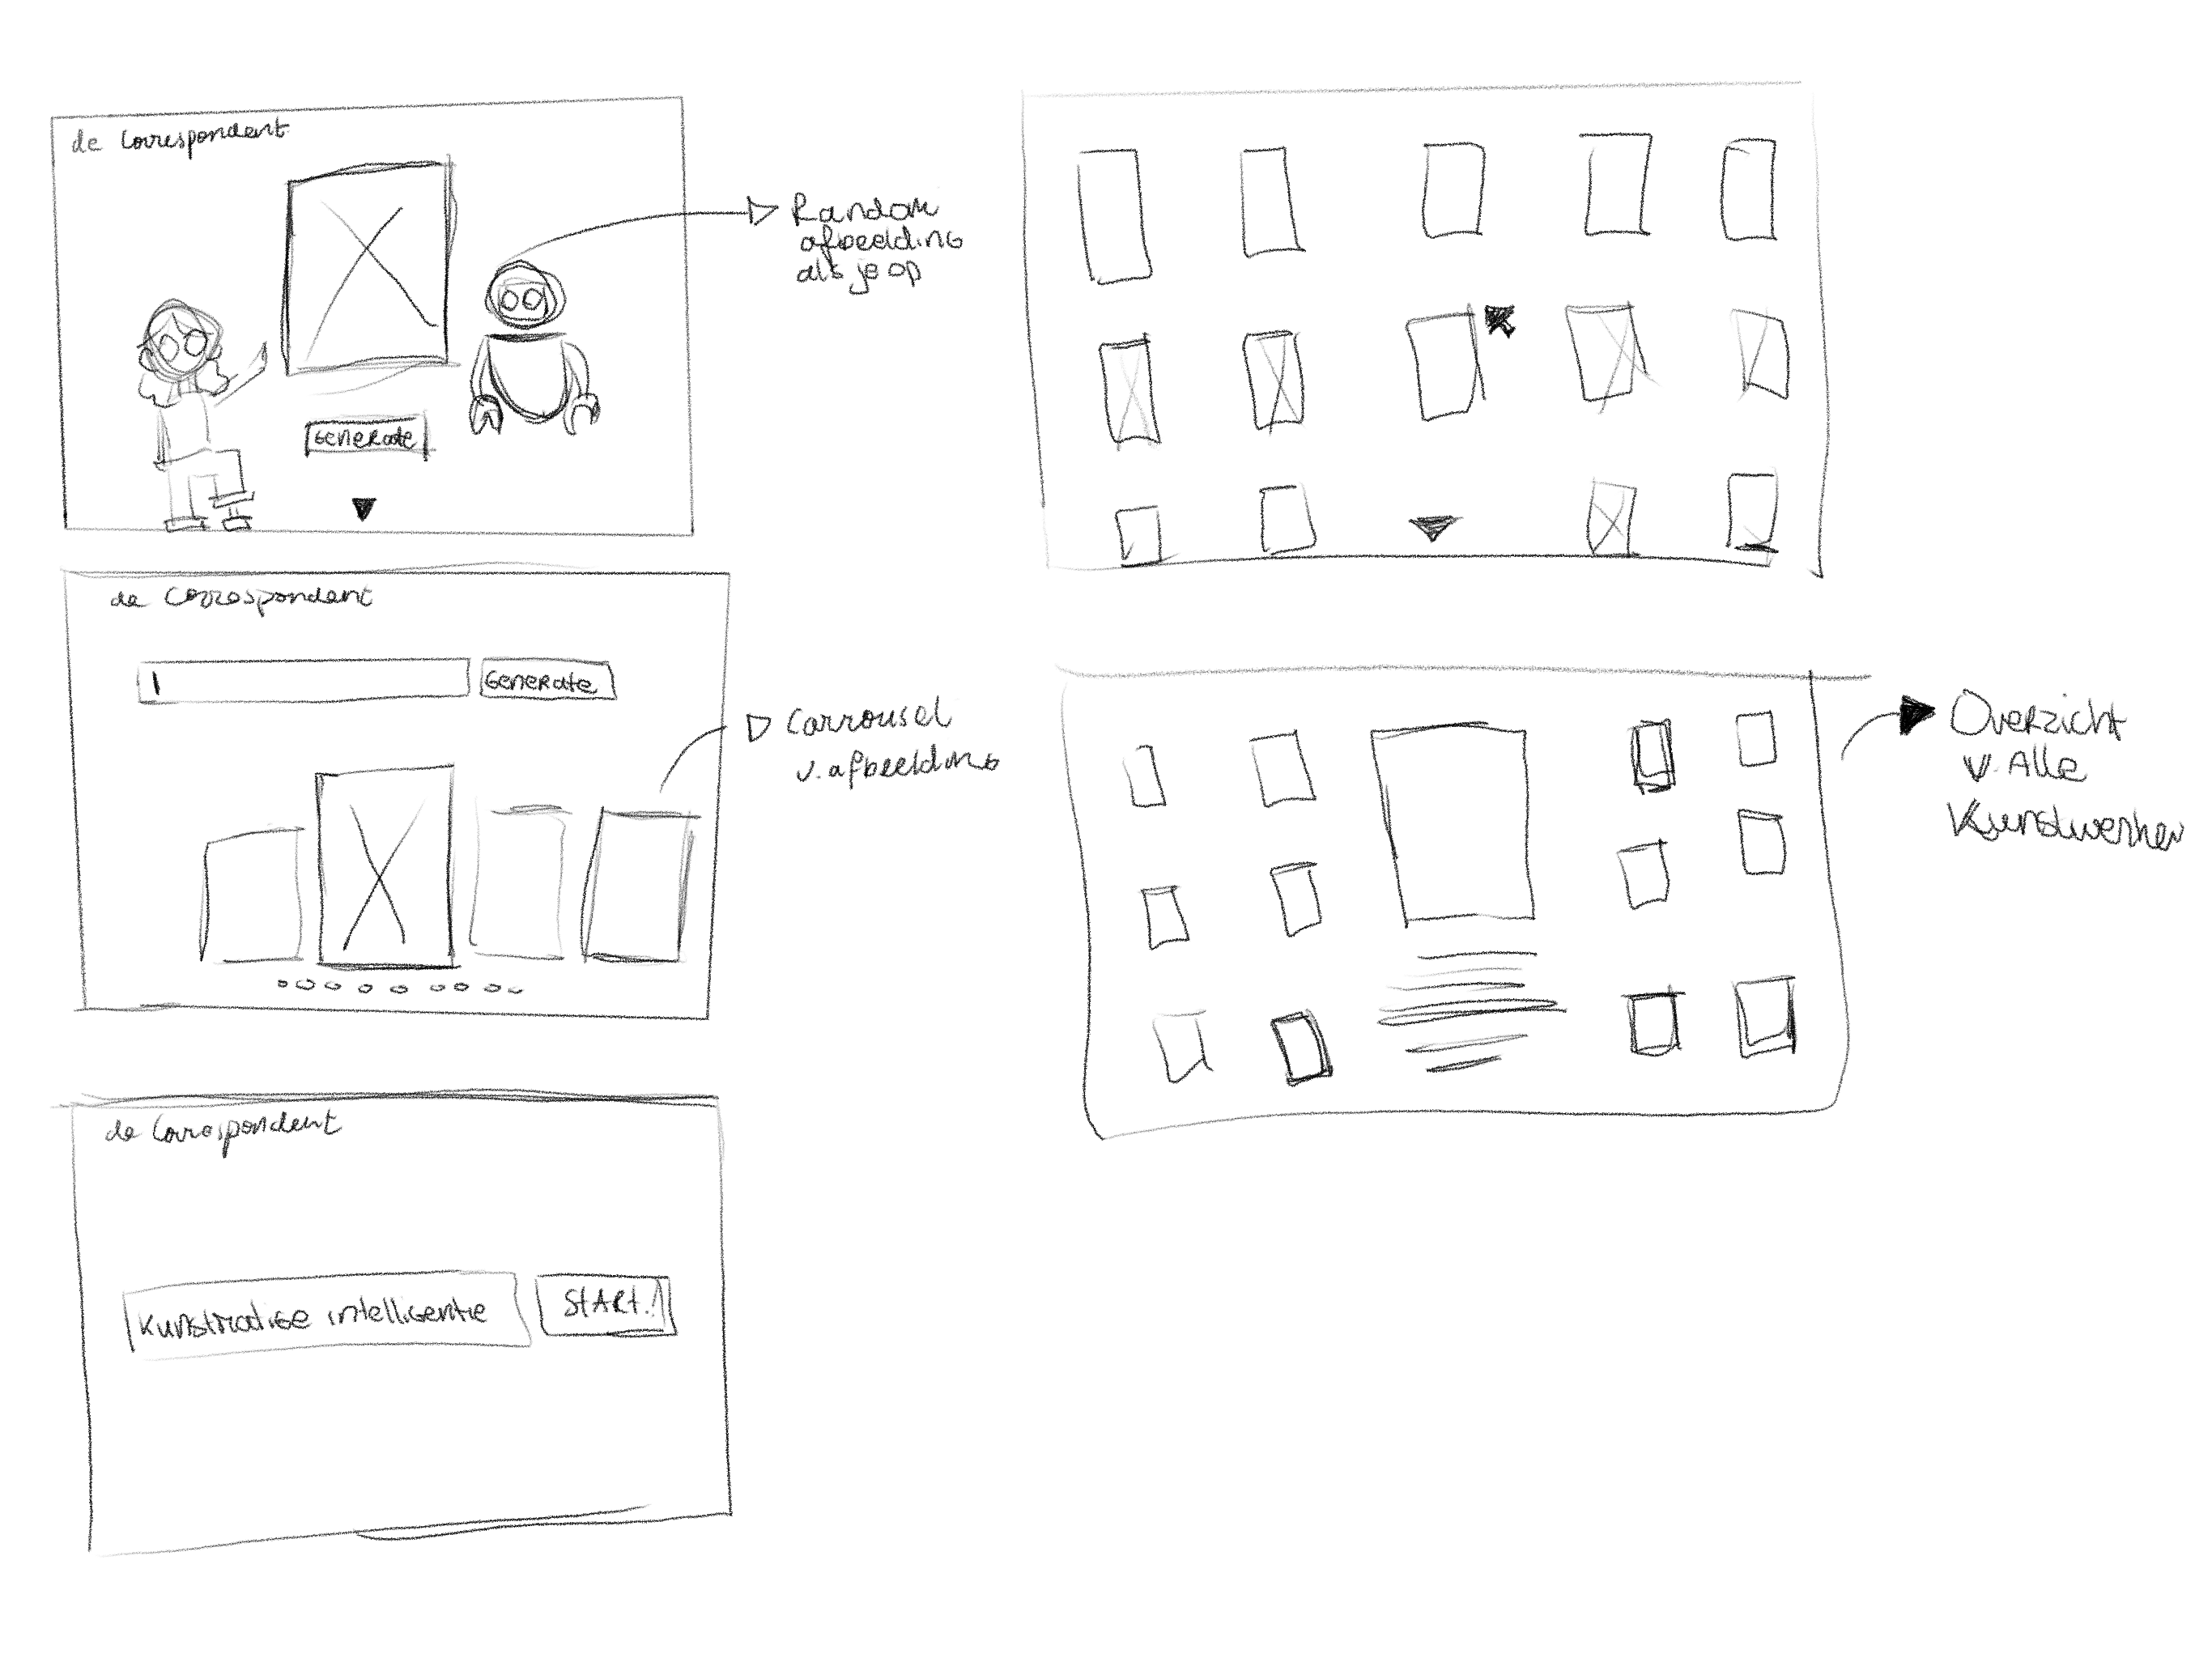 de Correspondent
Generate
Random
afbeelding
als je op
de Correspondent
Generate
Carrousel
v. afbeelding
de Correspondent
Kunstmatige intelligentie
START!
Overzicht
v. Alle
Kunstwerken